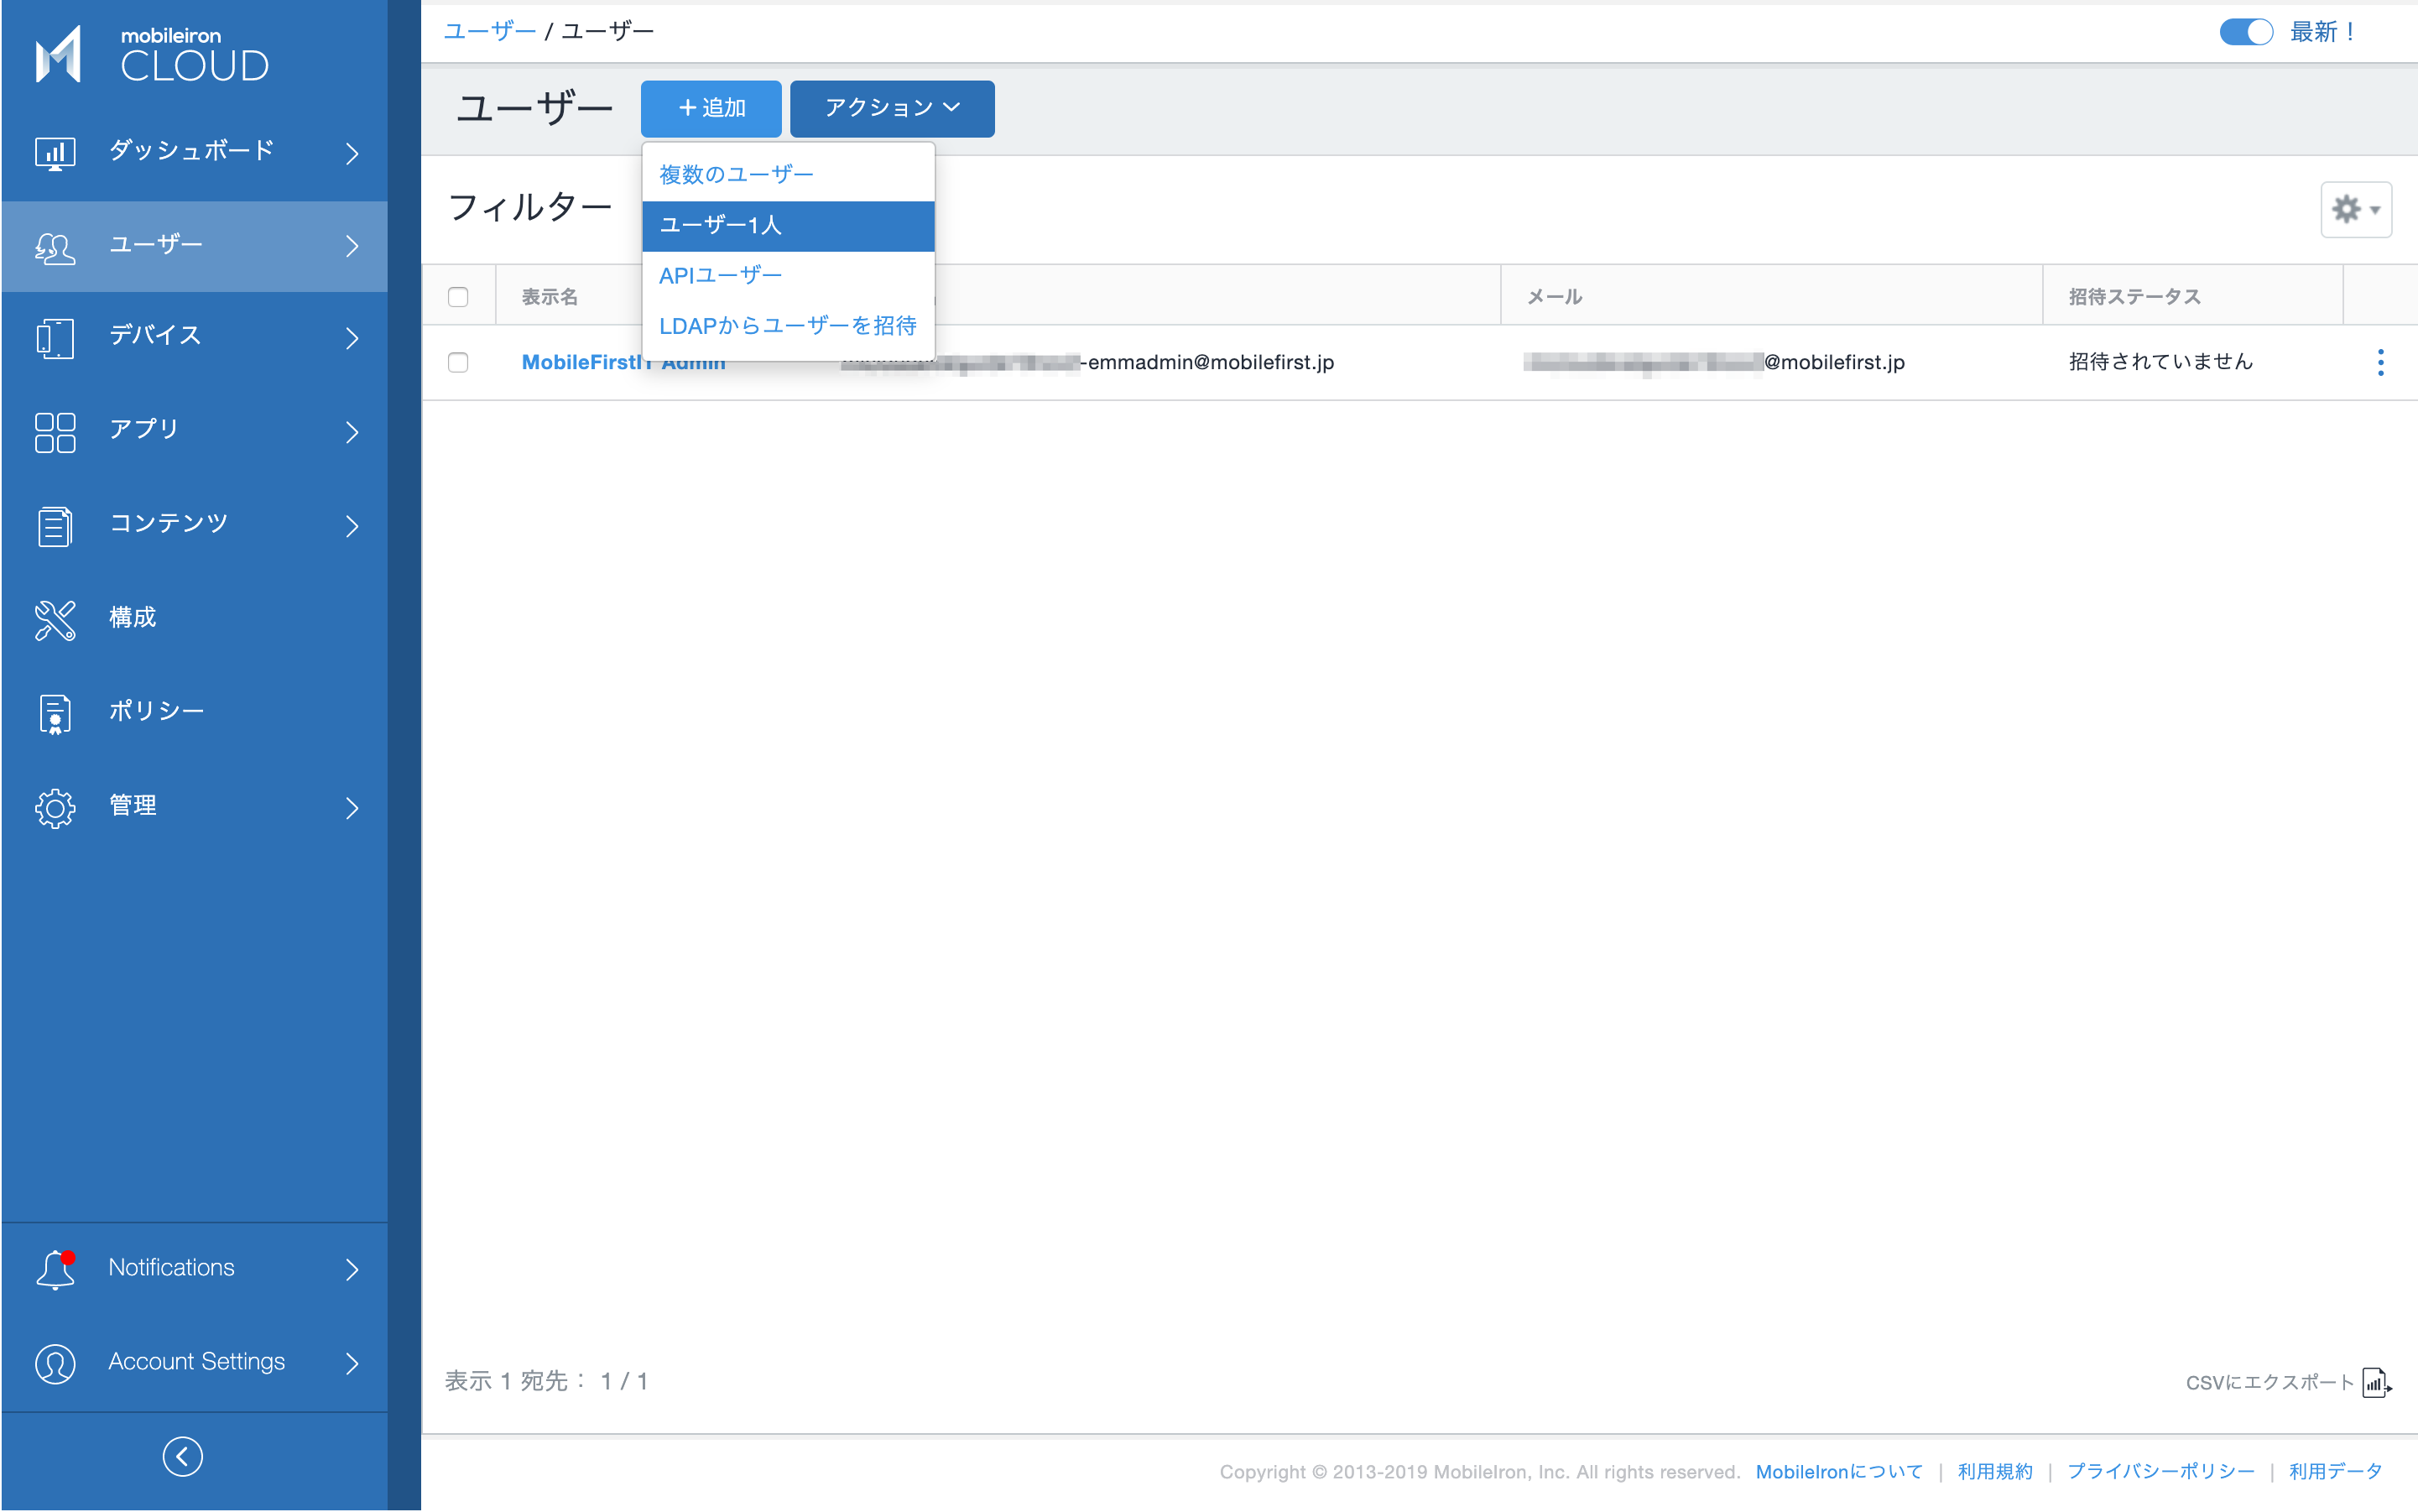 mobileiron
CLOUD
ダッシュボード
ユーザー
デバイス
アプリ
コンテンツ
構成
ポリシー
管理
Notifications
Account Settings
ユーザー / ユーザー
最新！
ユーザー
+ 追加
アクション
複数のユーザー
ユーザー1人
APIユーザー
LDAPからユーザーを招待
フィルター
表示名
メール
招待ステータス
MobileFirstIT Admin
-emmadmin@mobilefirst.jp
@mobilefirst.jp
招待されていません
表示 1 宛先： 1 / 1
CSVにエクスポート
Copyright © 2013-2019 MobileIron, Inc. All rights reserved. MobileIronについて | 利用規約 | プライバシーポリシー | 利用データ